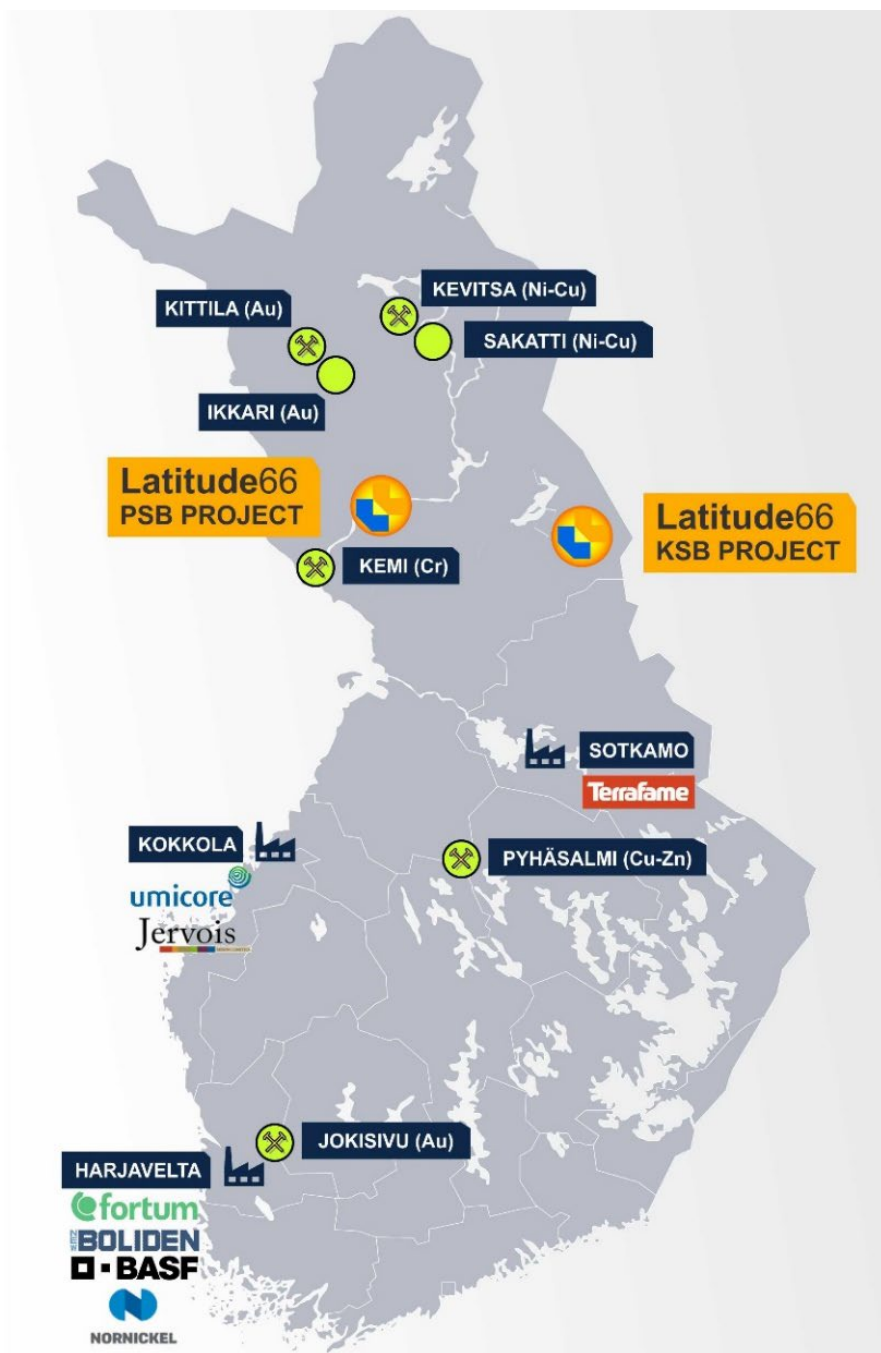 KEVITSA (Ni-Cu)
KITTILA (Au)
SAKATTI (Ni-Cu)
IKKARI (Au)
Latitude66
PSB PROJECT
Latitude66
KSB PROJECT
KEMI (Cr)
SOTKAMO
Terrafame
KOKKOLA
PYHÄSALMI (Cu-Zn)
umicore
Jervois
JOKISIVU (Au)
HARJAVELTA
fortum
BOLIDEN
BASF
NORNICKEL